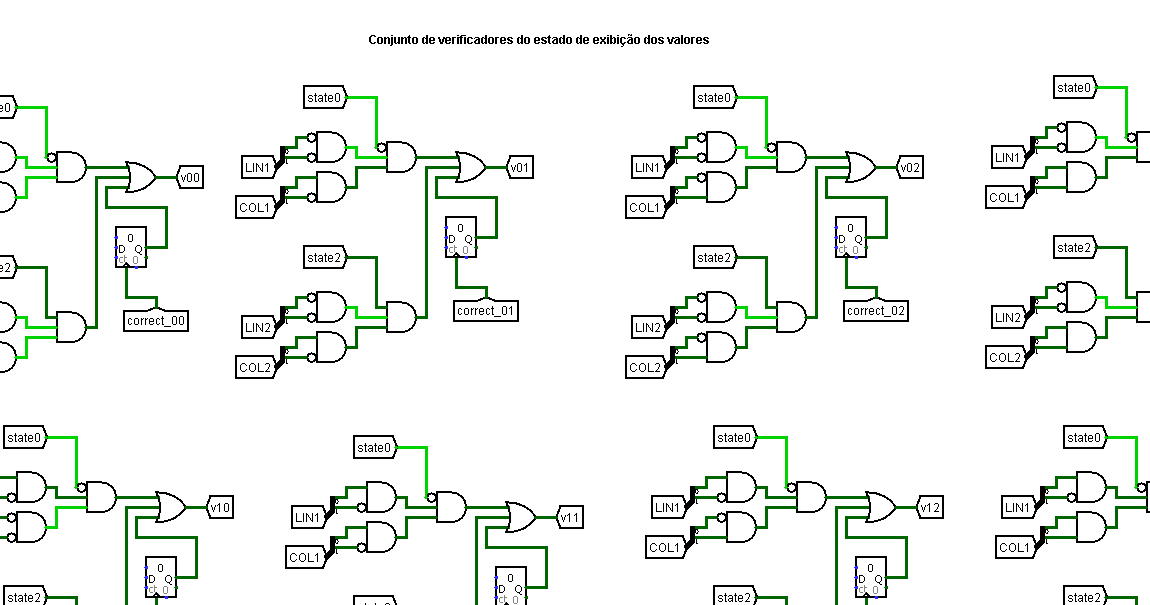 Conjunto de verificadores do estado de exibição dos valores
e0
state0
state0
state0
LIN1
COL1
v00
LIN1
COL1
v01
LIN1
COL1
v02
LIN1
COL1
0
D Q
ct 0
0
D Q
ct 0
0
D Q
ct 0
e2
state2
state2
state2
correct_00
correct_01
correct_02
LIN2
COL2
LIN2
COL2
LIN2
COL2
state0
state0
state0
state0
v10
LIN1
COL1
v11
LIN1
COL1
v12
LIN1
COL1
0
D Q
ct 0
0
D Q
ct 0
0
D Q
ct 0
state2
state2
state2